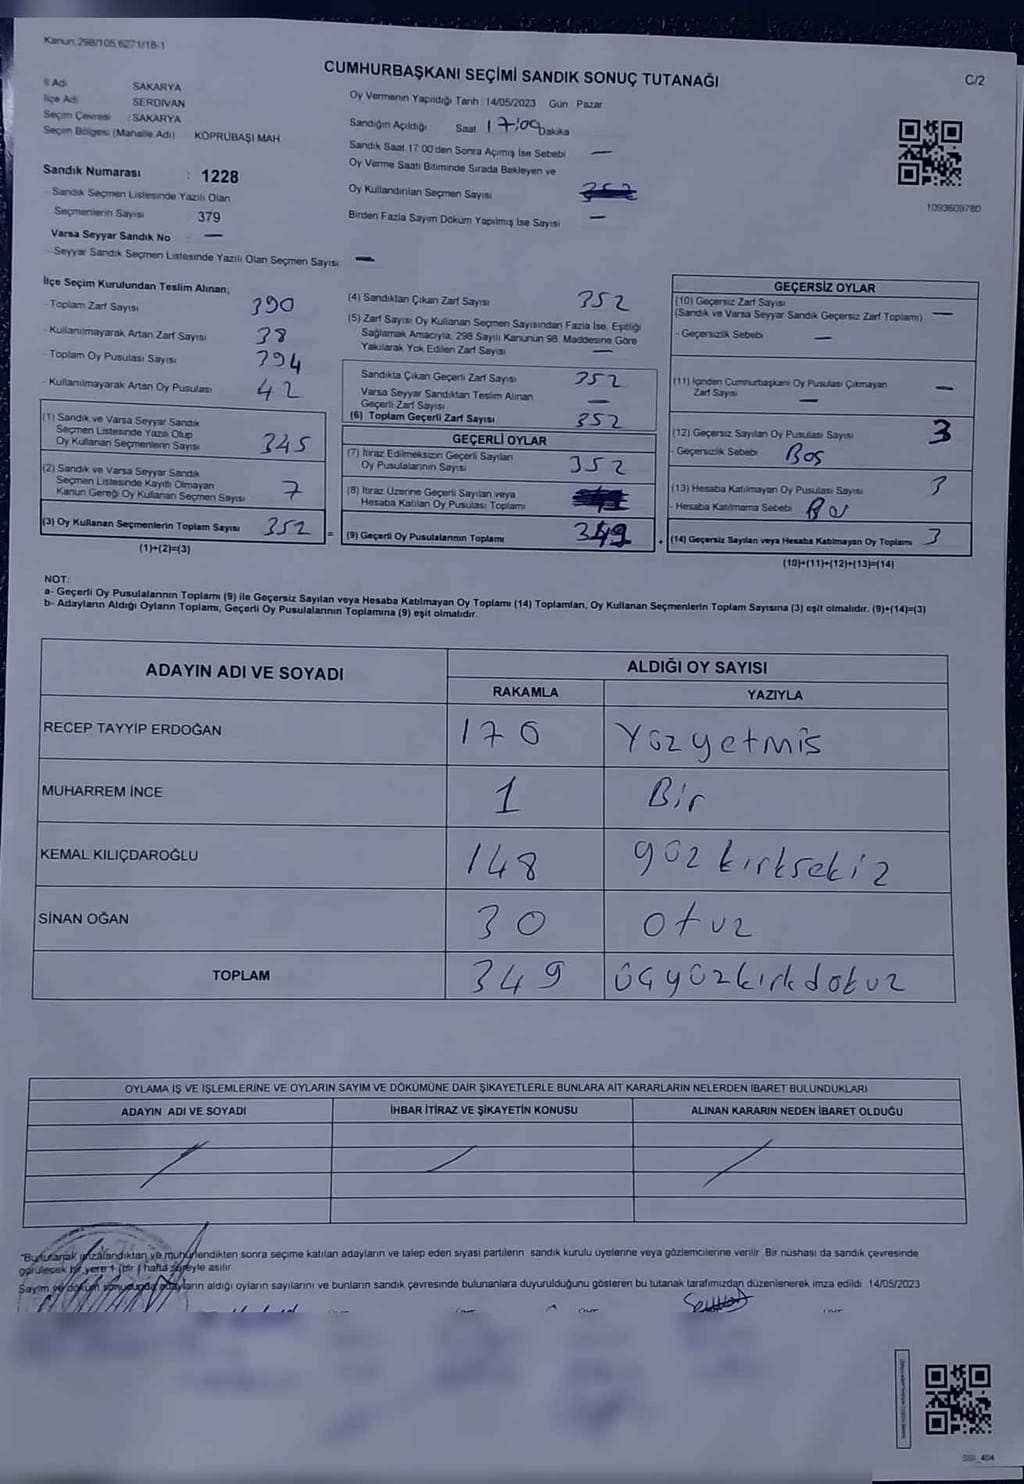 Kanun, 298/105,6271/18-1
CUMHURBAŞKANI SEÇİMİ SANDIK SONUÇ TUTANAĞI
C/2
İl Adı SAKARYA
İlçe Adı SERDİVAN
Seçim Çevresi : SAKARYA
Seçim Bölgesi (Mahalle Adı) KÖPRÜBAŞI MAH
Sandık Numarası : 1228
Sandık Seçmen Listesinde Yazılı Olan
Seçmenlerin Sayısı 379
Varsa Seyyar Sandık No —
Seyyar Sandık Seçmen Listesinde Yazılı Olan Seçmen Sayısı —
Oy Vermenin Yapıldığı Tarih 14/05/2023 Gün Pazar
Sandığın Açıldığı Saat 17:09 Dakika
Sandık Saat 17 00'den Sonra Açımış İse Sebebi —
Oy Verme Saati Bitiminde Sırada Bekleyen ve
Oy Kullandırılan Seçmen Sayısı
Birden Fazla Sayım Döküm Yapılmış İse Sayısı —
1093609780
İlçe Seçim Kurulundan Teslim Alınan;
- Toplam Zarf Sayısı 390
- Kullanılmayarak Artan Zarf Sayısı 38
- Toplam Oy Pusulası Sayısı 394
- Kullanılmayarak Artan Oy Pusulası 42
(1) Sandık ve Varsa Seyyar Sandık
Seçmen Listesinde Yazılı Olup
Oy Kullanan Seçmenlerin Sayısı 345
(2) Sandık ve Varsa Seyyar Sandık
Seçmen Listesinde Kayıtlı Olmayan
Kanun Gereği Oy Kullanan Seçmen Sayısı 7
(3) Oy Kullanan Seçmenlerin Toplam Sayısı 352 =
(1)+(2)=(3)
(4) Sandıktan Çıkan Zarf Sayısı 352
(5) Zarf Sayısı Oy Kullanan Seçmen Sayısından Fazla İse, Eşitliği
Sağlamak Amacıyla, 298 Sayılı Kanunun 98. Maddesine Göre
Yakılarak Yok Edilen Zarf Sayısı —
Sandıkta Çıkan Geçerli Zarf Sayısı 352
Varsa Seyyar Sandıktan Teslim Alınan
Geçerli Zarf Sayısı —
(6) Toplam Geçerli Zarf Sayısı 352
GEÇERLİ OYLAR
(7) İtiraz Edilmeksizin Geçerli Sayılan
Oy Pusulalarının Sayısı 352
(8) İtiraz Üzerine Geçerli Sayılan veya
Hesaba Katılan Oy Pusulası Toplamı
(9) Geçerli Oy Pusulalarının Toplamı 349 +
GEÇERSİZ OYLAR
(10) Geçersiz Zarf Sayısı
(Sandık ve Varsa Seyyar Sandık Geçersiz Zarf Toplamı) —
- Geçersizlik Sebebi —
(11) İçinden Cumhurbaşkanı Oy Pusulası Çıkmayan
Zarf Sayısı — —
(12) Geçersiz Sayılan Oy Pusulası Sayısı 3
- Geçersizlik Sebebi Boş
(13) Hesaba Katılmayan Oy Pusulası Sayısı 3
- Hesaba Katılmama Sebebi
(14) Geçersiz Sayılan veya Hesaba Katılmayan Oy Toplamı 3
(10)+(11)+(12)+(13)=(14)
NOT:
a- Geçerli Oy Pusulalarının Toplamı (9) ile Geçersiz Sayılan veya Hesaba Katılmayan Oy Toplamı (14) Toplamları, Oy Kullanan Seçmenlerin Toplam Sayısına (3) eşit olmalıdır. (9)+(14)=(3)
b- Adayların Aldığı Oyların Toplamı, Geçerli Oy Pusulalarının Toplamına (9) eşit olmalıdır.
ADAYIN ADI VE SOYADI ALDIĞI OY SAYISI
RAKAMLA YAZIYLA
RECEP TAYYİP ERDOĞAN 170 Yüzyetmiş
MUHARREM İNCE 1 Bir
KEMAL KILIÇDAROĞLU 148 yüzkırksekiz
SİNAN OĞAN 30 otuz
TOPLAM 349 üçyüzkırkdokuz
OYLAMA İŞ VE İŞLEMLERİNE VE OYLARIN SAYIM VE DÖKÜMÜNE DAİR ŞİKAYETLERLE BUNLARA AİT KARARLARIN NELERDEN İBARET BULUNDUKLARI
ADAYIN ADI VE SOYADI İHBAR İTİRAZ VE ŞİKAYETİN KONUSU ALINAN KARARIN NEDEN İBARET OLDUĞU
"Bu tutanak imzalandıktan ve mühürlendikten sonra seçime katılan adayların ve talep eden siyasi partilerin sandık kurulu üyelerine veya gözlemcilerine verilir Bir nüshası da sandık çevresinde
görülecek bir yere 1 (bir) hafta süreyle asılır
Sayım ve döküm sonucunda adayların aldığı oyların sayılarını ve bunların sandık çevresinde bulunanlara duyurulduğunu gösteren bu tutanak tarafımızdan düzenlenerek imza edildi 14/05/2023